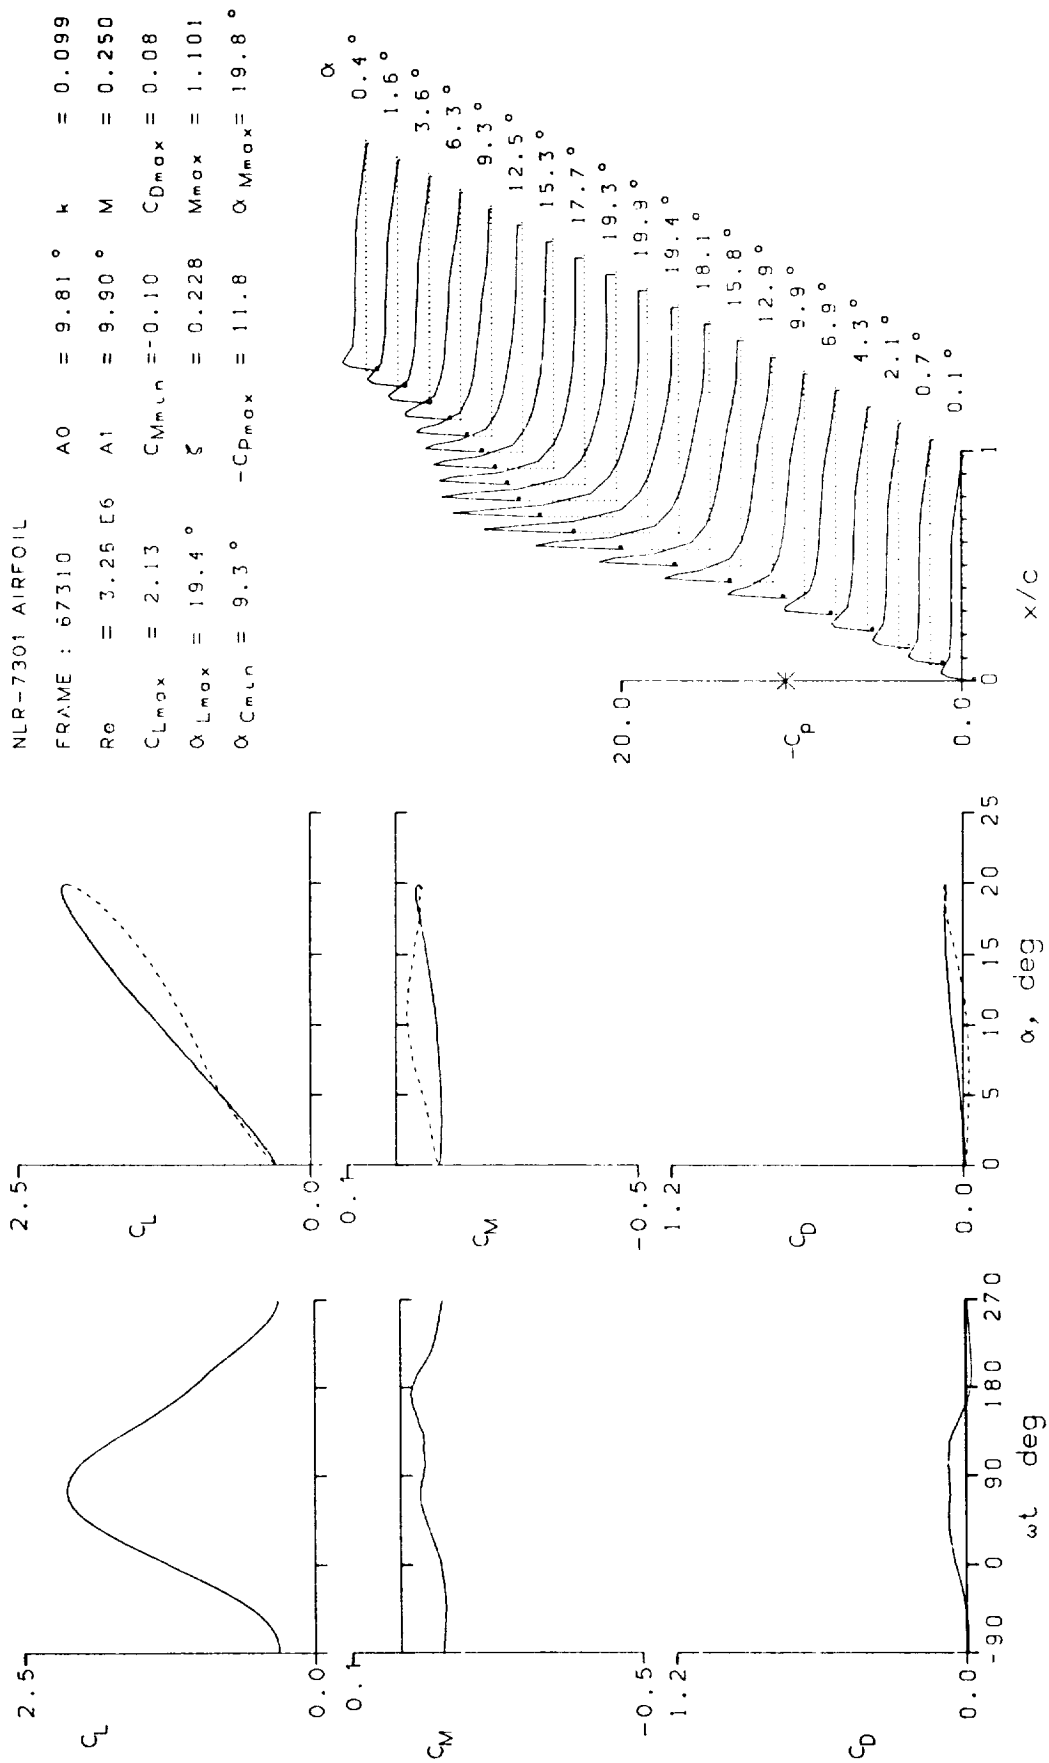 NLR-7301 AIRFOIL
FRAME : 67310 A0 = 9.81° k = 0.099
Re = 3.25 E6 A1 = 9.90° M = 0.250
CLmax = 2.13 CMmin =-0.10 CDmax = 0.08
αLmax = 19.4° ζ = 0.228 Mmax = 1.101
αCmin = 9.3° -Cpmax = 11.8 αMmax= 19.8°
2.5
CL
0.0
0.1
CM
-0.5
1.2
CD
0.0
-90 0 90 180 270
ωt deg
2.5
CL
0.0
0.1
CM
-0.5
1.2
CD
0.0
0 5 10 15 20 25
α, deg
α
0.4°
1.6°
3.6°
6.3°
9.3°
12.5°
15.3°
17.7°
19.3°
19.9°
19.4°
18.1°
15.8°
12.9°
9.9°
6.9°
4.3°
2.1°
0.7°
0.1°
20.0
-Cp
0.0
0 1
x/c